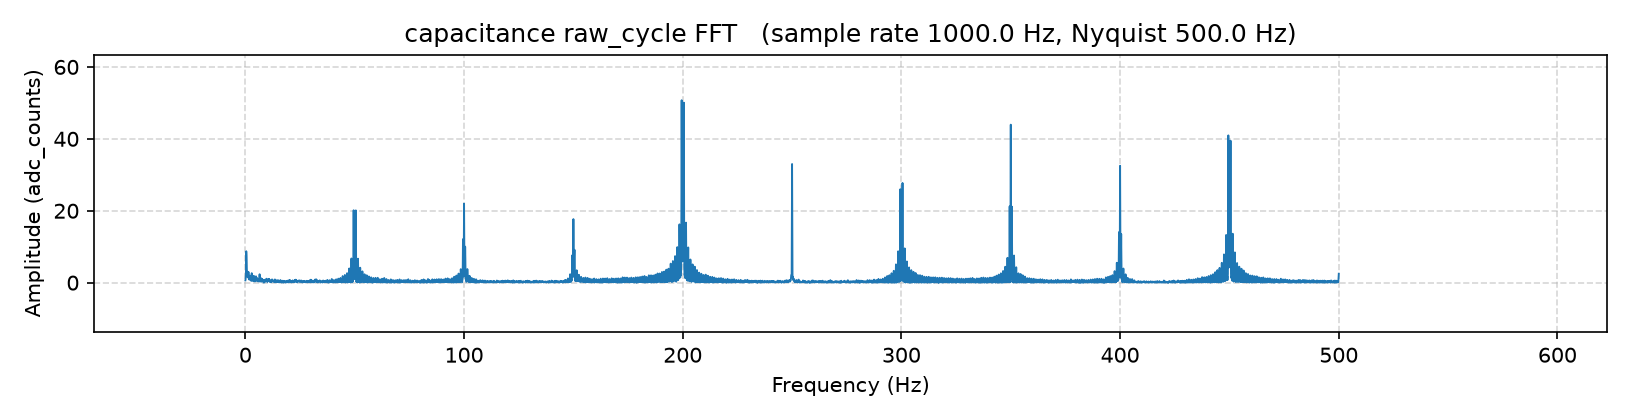 capacitance raw_cycle FFT   (sample rate 1000.0 Hz, Nyquist 500.0 Hz)
Amplitude (adc_counts)
60
40
20
0
0 100 200 300 400 500 600
Frequency (Hz)